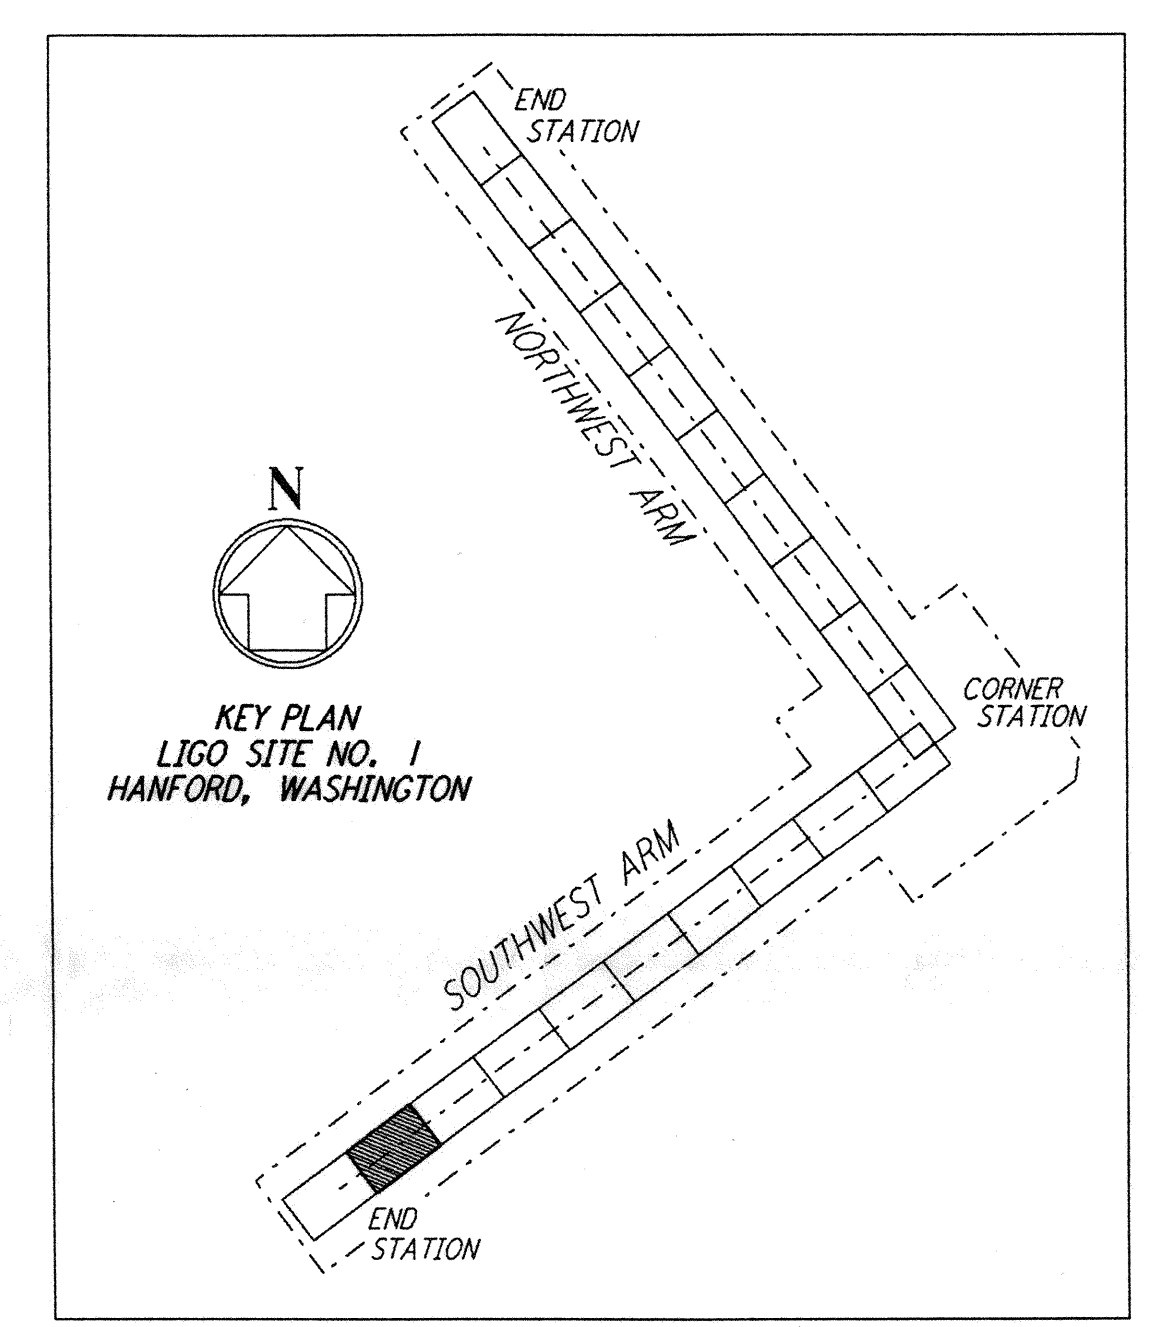 END
STATION
NORTHWEST ARM
N
CORNER
STATION
KEY PLAN
LIGO SITE NO. 1
HANFORD, WASHINGTON
SOUTHWEST ARM
END
STATION